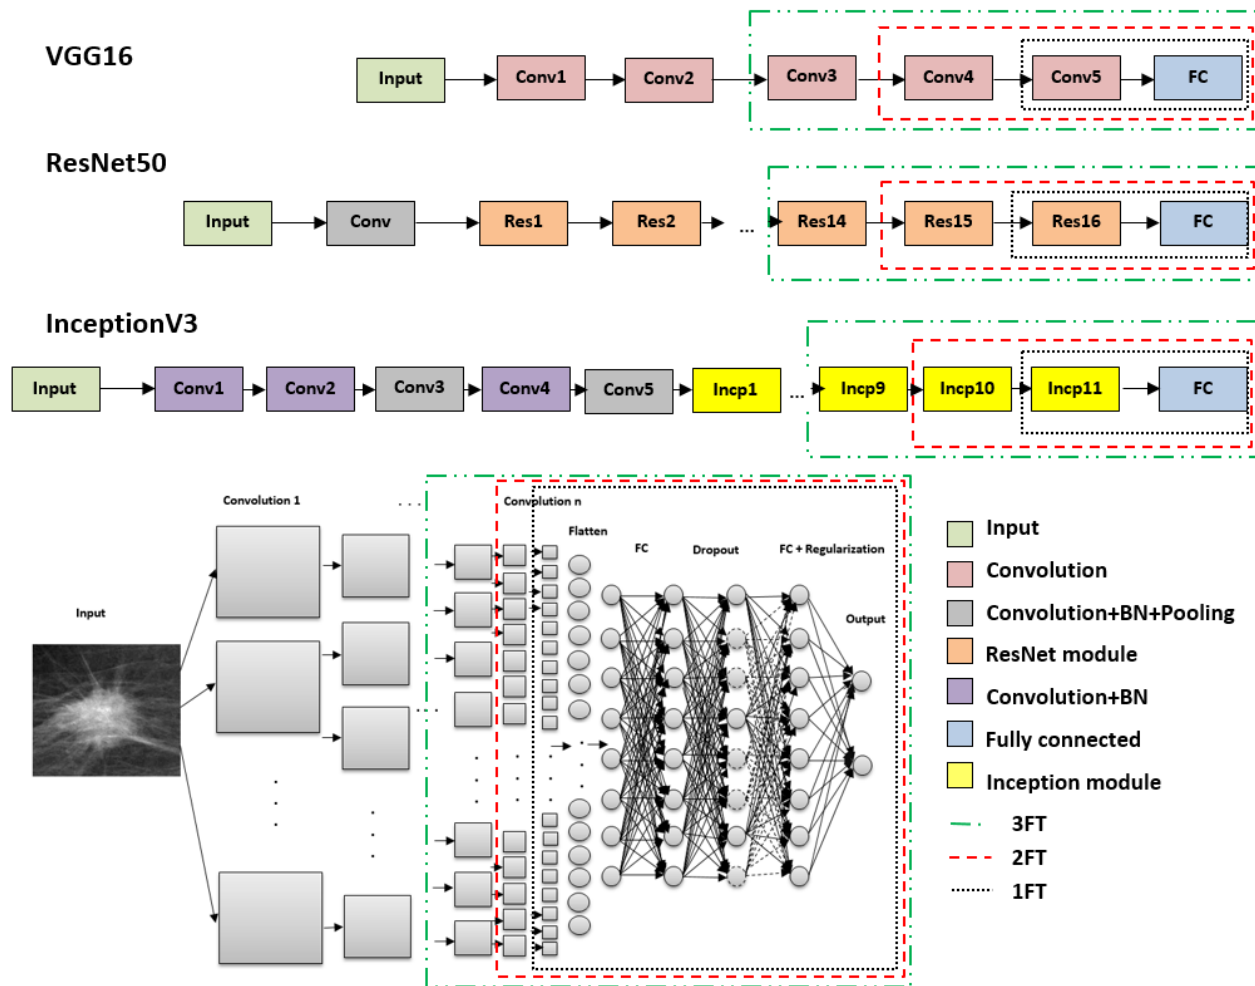 VGG16
Input Conv1 Conv2 Conv3 Conv4 Conv5 FC
ResNet50
Input Conv Res1 Res2 ... Res14 Res15 Res16 FC
InceptionV3
Input Conv1 Conv2 Conv3 Conv4 Conv5 Incp1 ... Incp9 Incp10 Incp11 FC
Convolution 1 . . . Convolution n
Flatten
FC Dropout FC + Regularization
Input
Output
Input
Convolution
Convolution+BN+Pooling
ResNet module
Convolution+BN
Fully connected
Inception module
3FT
2FT
1FT